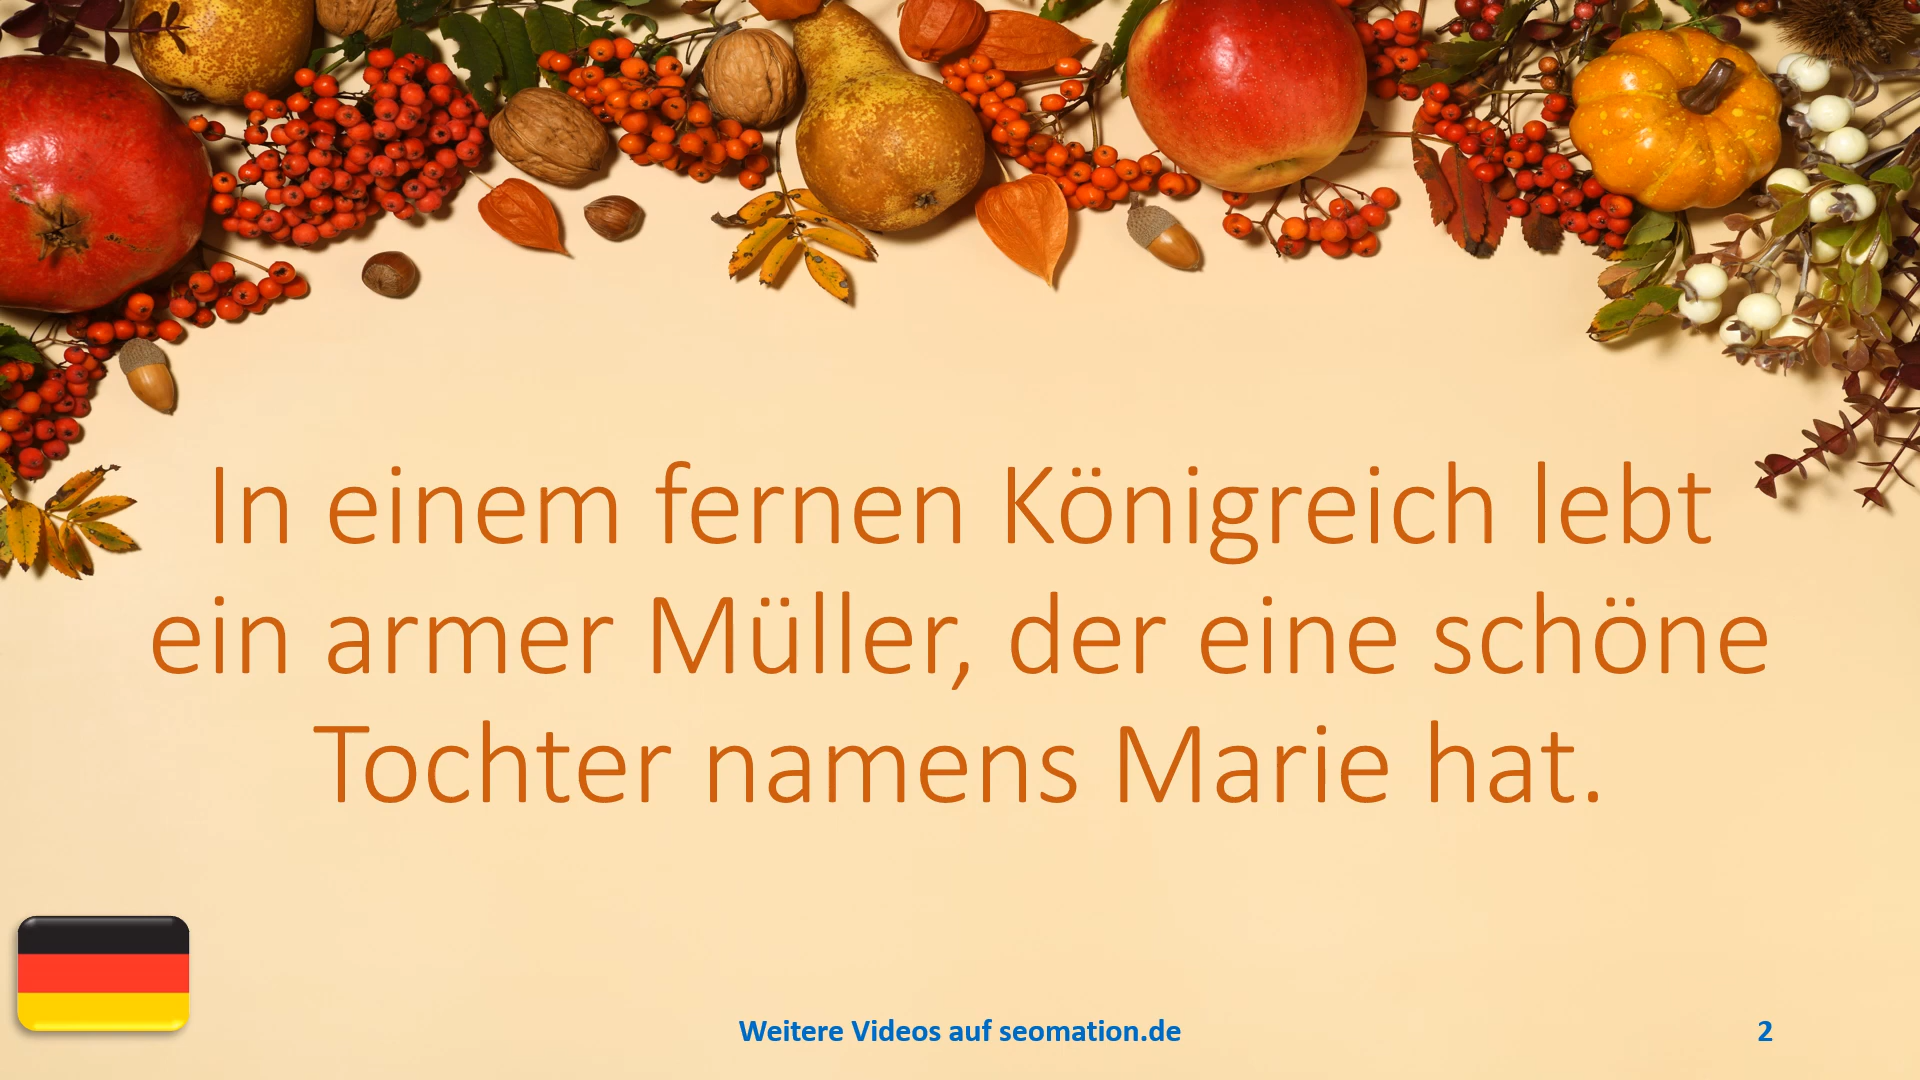 In einem fernen Königreich lebt
ein armer Müller, der eine schöne
Tochter namens Marie hat.
Weitere Videos auf seomation.de
2